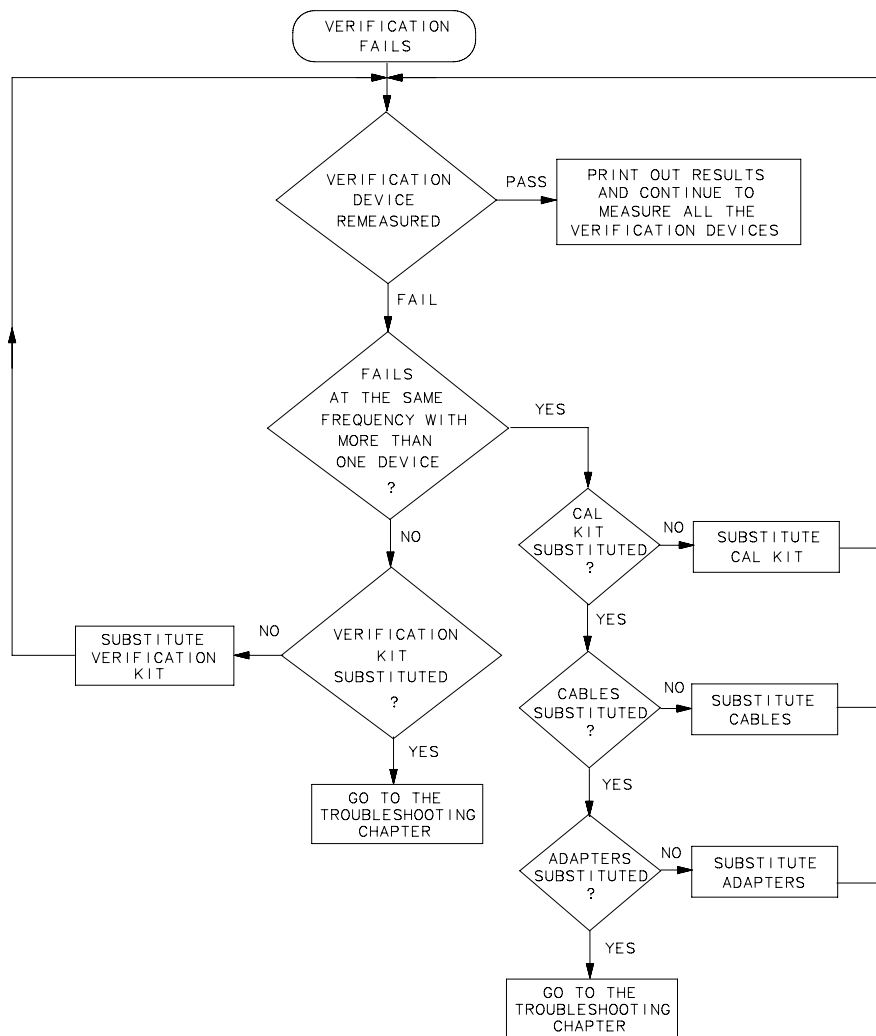 VERIFICATION
FAILS
VERIFICATION
DEVICE
REMEASURED
PASS
PRINT OUT RESULTS
AND CONTINUE TO
MEASURE ALL THE
VERIFICATION DEVICES
FAIL
FAILS
AT THE SAME
FREQUENCY WITH
MORE THAN
ONE DEVICE
?
YES
CAL
KIT
SUBSTITUTED
?
NO
SUBSTITUTE
CAL KIT
NO
VERIFICATION
KIT
SUBSTITUTED
?
NO
SUBSTITUTE
VERIFICATION
KIT
YES
CABLES
SUBSTITUTED
?
NO
SUBSTITUTE
CABLES
YES
GO TO THE
TROUBLESHOOTING
CHAPTER
YES
ADAPTERS
SUBSTITUTED
?
NO
SUBSTITUTE
ADAPTERS
YES
GO TO THE
TROUBLESHOOTING
CHAPTER